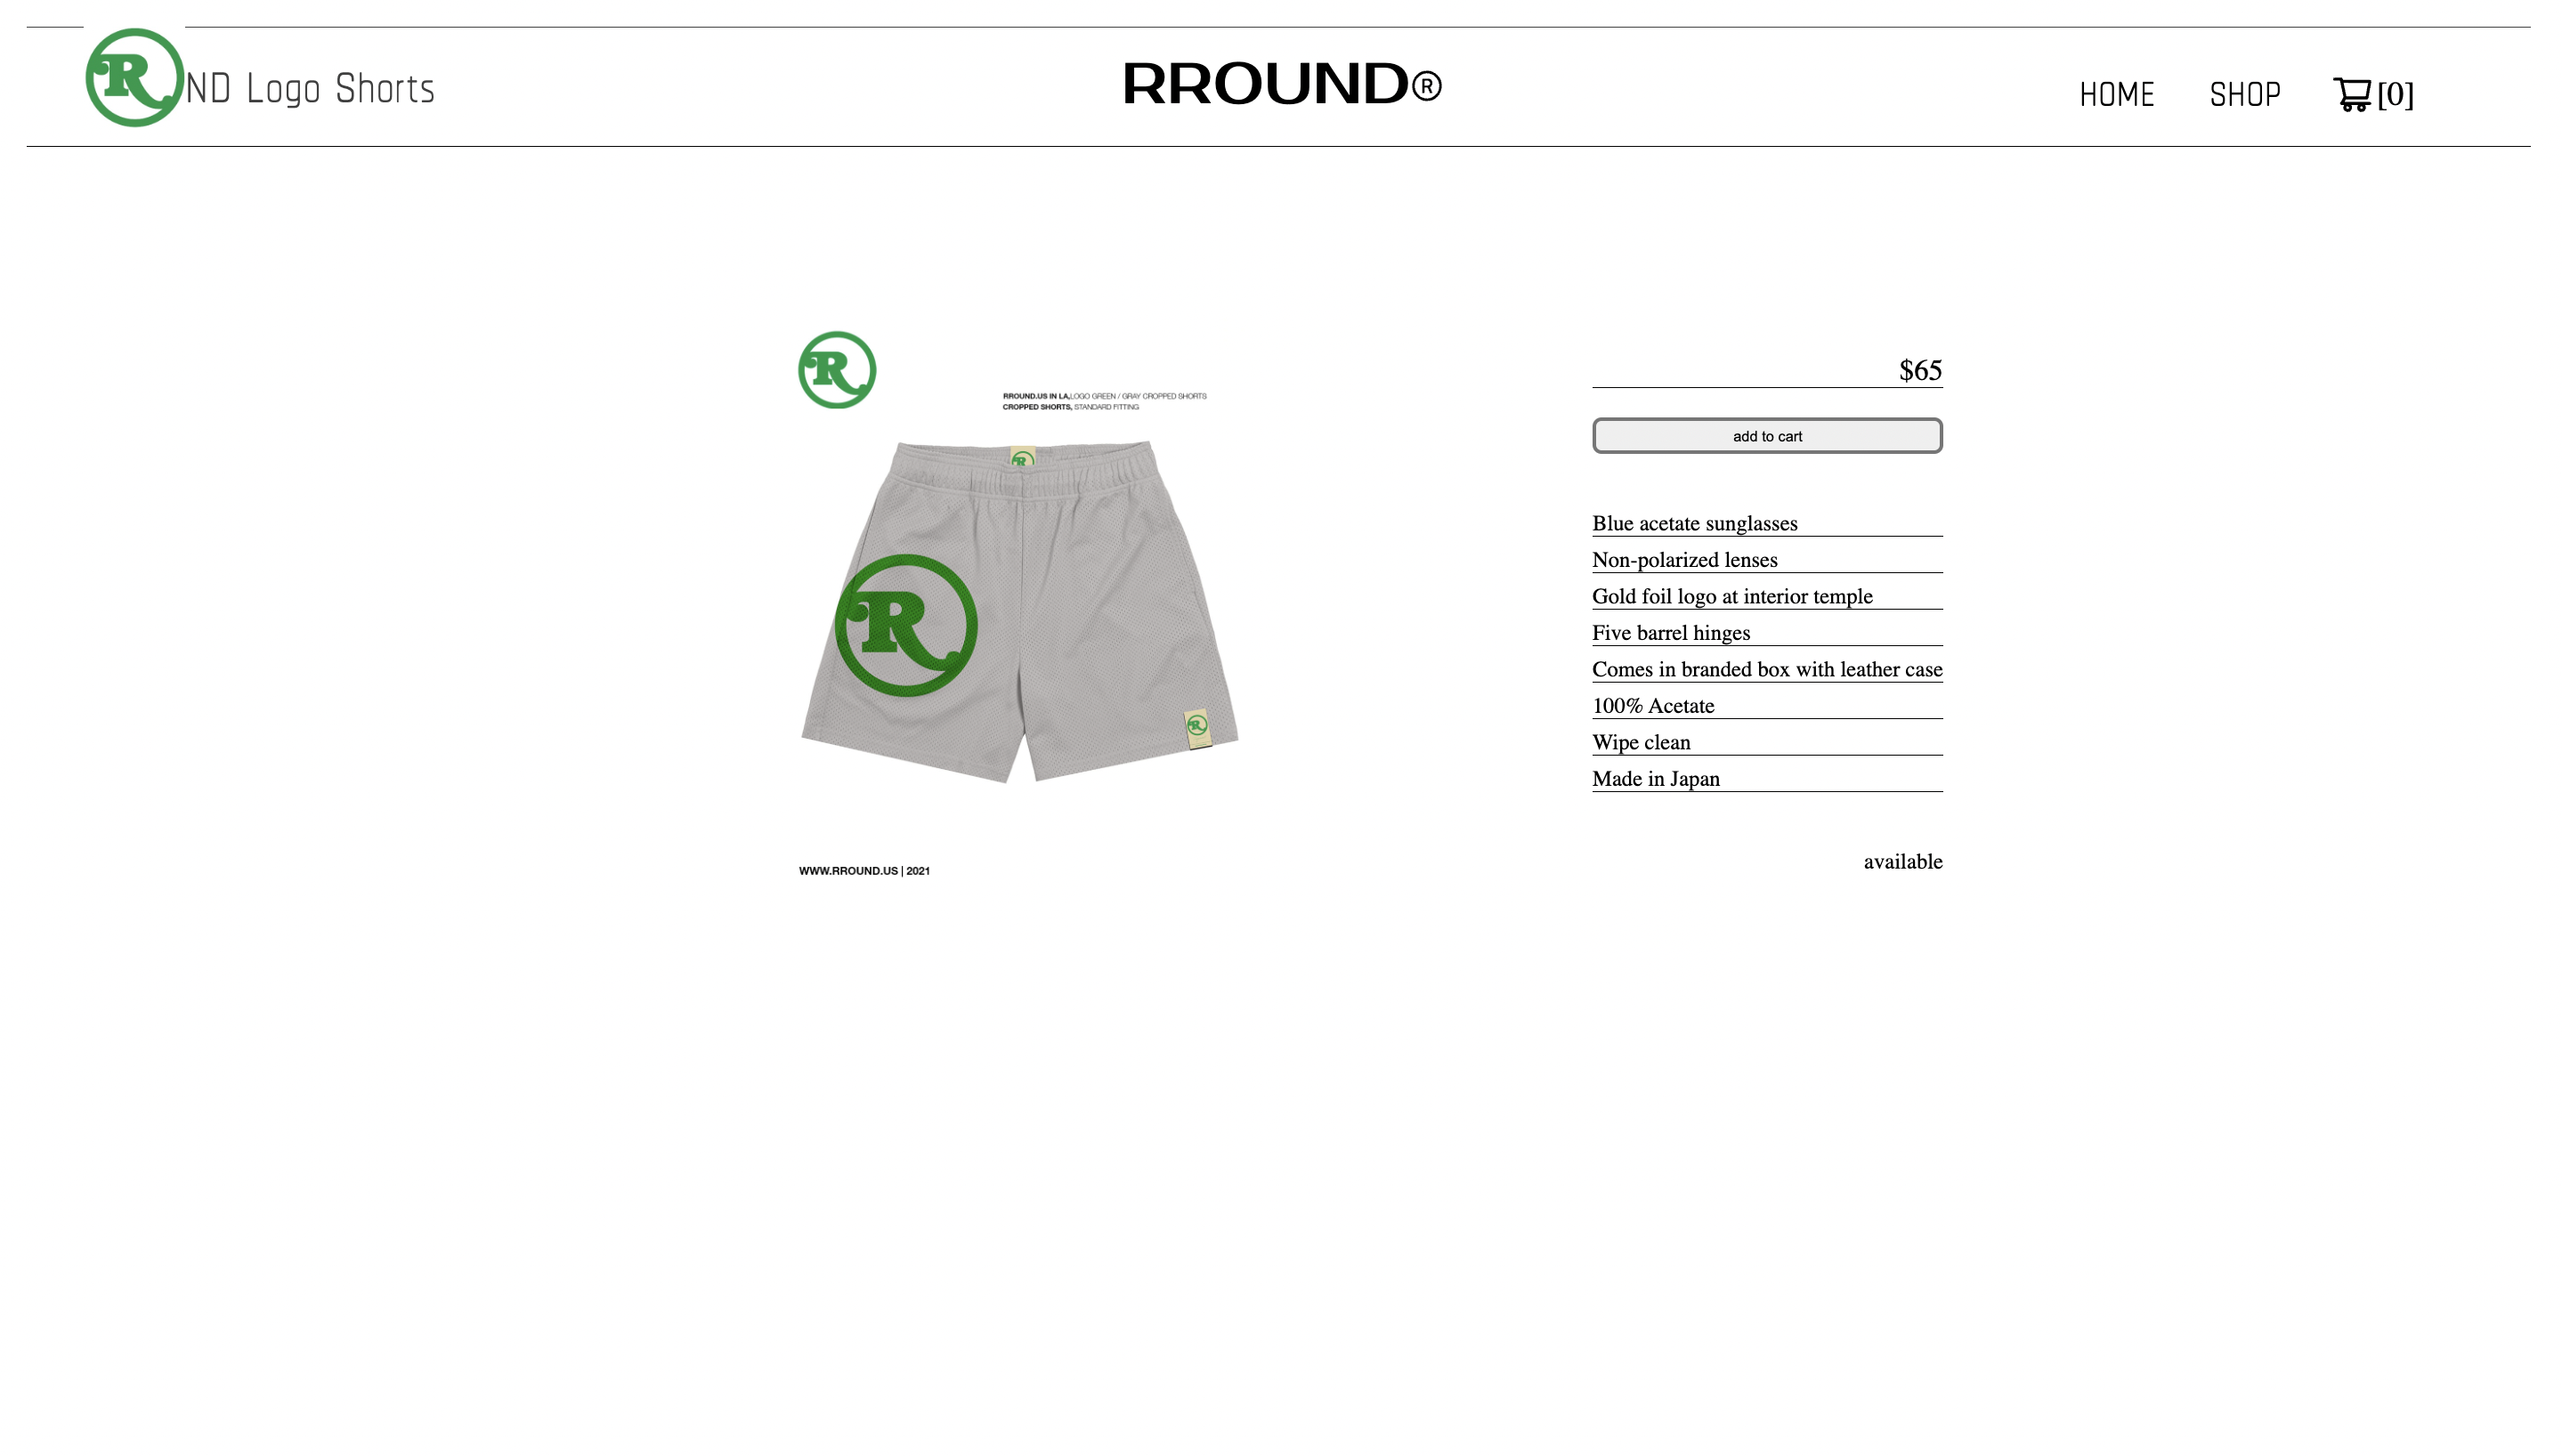 R ND Logo Shorts
RROUND®
HOME SHOP [0]
R
RROUND.US IN LA,LOGO GREEN / GRAY CROPPED SHORTS
CROPPED SHORTS, STANDARD FITTING
R
R
R
WWW.RROUND.US | 2021
$65
add to cart
Blue acetate sunglasses
Non-polarized lenses
Gold foil logo at interior temple
Five barrel hinges
Comes in branded box with leather case
100% Acetate
Wipe clean
Made in Japan
available